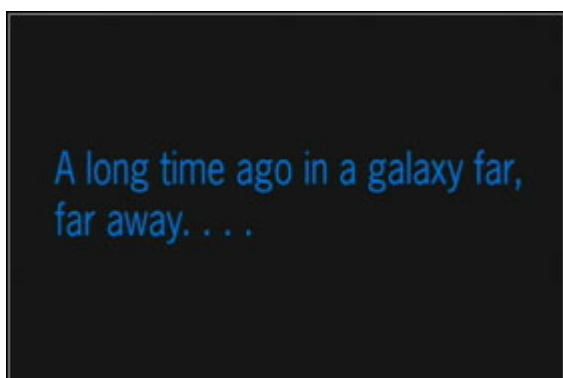 A long time ago in a galaxy far,
far away. . . .